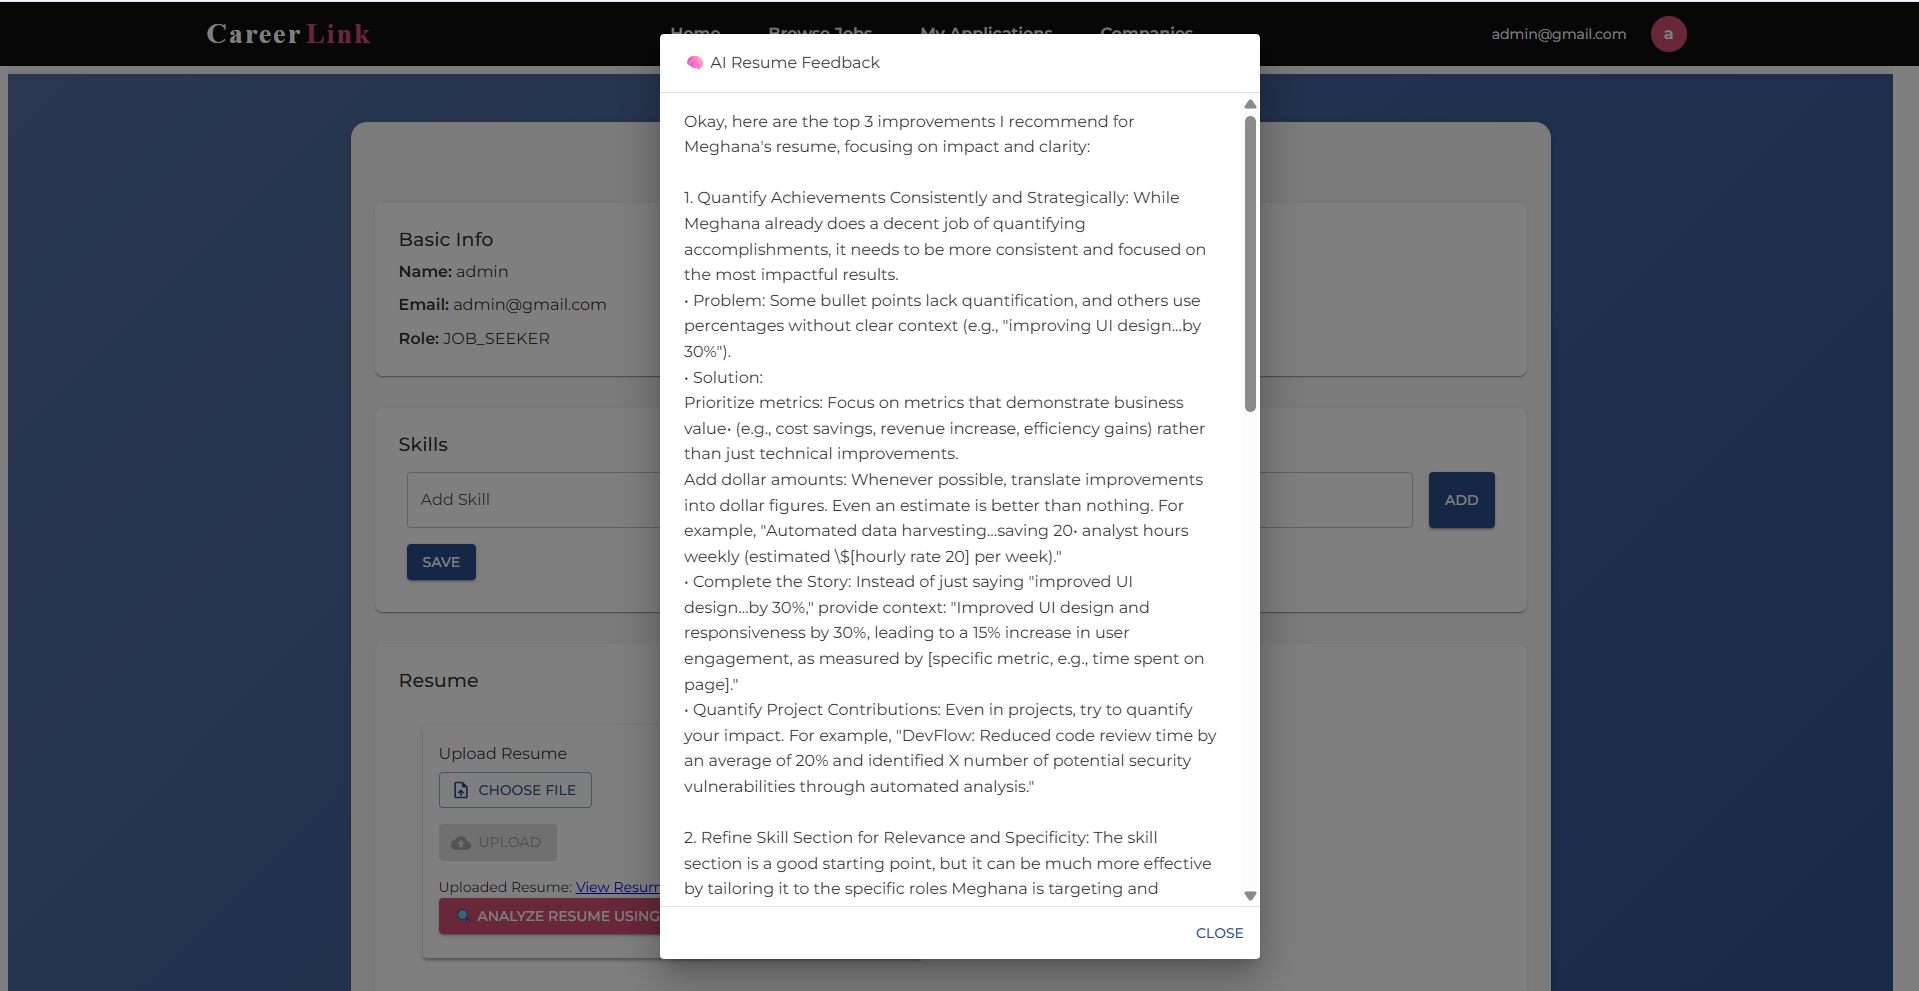 Career Link
Home Browse Jobs My Applications Companies
admin@gmail.com
a
🧠 AI Resume Feedback
Okay, here are the top 3 improvements I recommend for
Meghana's resume, focusing on impact and clarity:
1. Quantify Achievements Consistently and Strategically: While
Meghana already does a decent job of quantifying
accomplishments, it needs to be more consistent and focused on
the most impactful results.
• Problem: Some bullet points lack quantification, and others use
percentages without clear context (e.g., "improving UI design...by
30%").
• Solution:
Prioritize metrics: Focus on metrics that demonstrate business
value• (e.g., cost savings, revenue increase, efficiency gains) rather
than just technical improvements.
Add dollar amounts: Whenever possible, translate improvements
into dollar figures. Even an estimate is better than nothing. For
example, "Automated data harvesting...saving 20• analyst hours
weekly (estimated \$[hourly rate 20] per week)."
• Complete the Story: Instead of just saying "improved UI
design...by 30%," provide context: "Improved UI design and
responsiveness by 30%, leading to a 15% increase in user
engagement, as measured by [specific metric, e.g., time spent on
page]."
• Quantify Project Contributions: Even in projects, try to quantify
your impact. For example, "DevFlow: Reduced code review time by
an average of 20% and identified X number of potential security
vulnerabilities through automated analysis."
2. Refine Skill Section for Relevance and Specificity: The skill
section is a good starting point, but it can be much more effective
by tailoring it to the specific roles Meghana is targeting and
CLOSE
Basic Info
Name: admin
Email: admin@gmail.com
Role: JOB_SEEKER
Skills
Add Skill
ADD
SAVE
Resume
Upload Resume
CHOOSE FILE
UPLOAD
Uploaded Resume: View Resum
ANALYZE RESUME USING